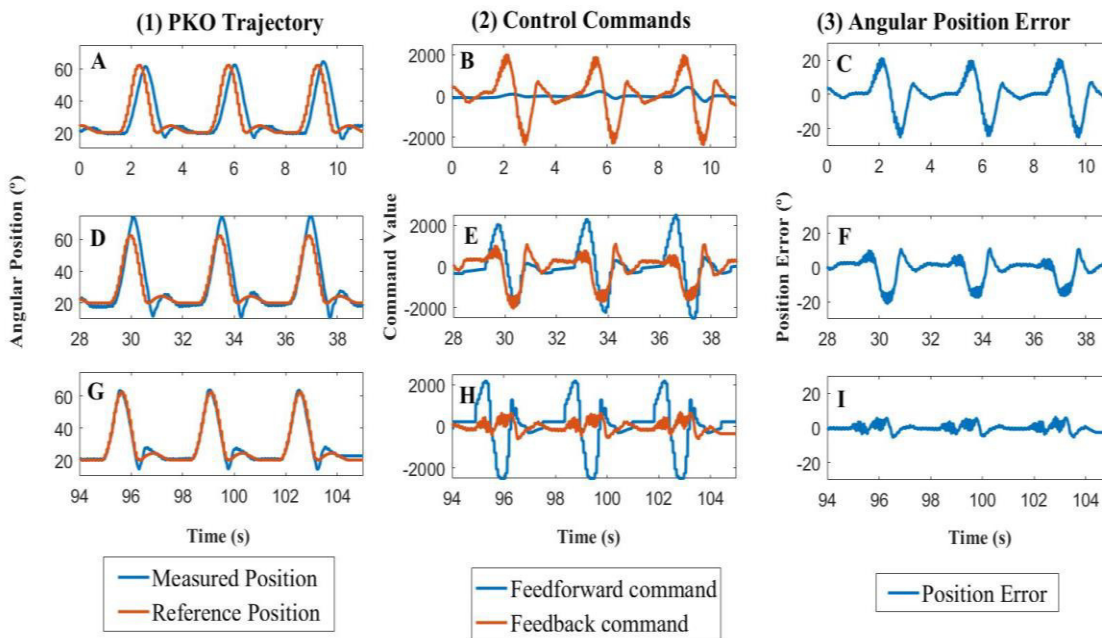 (1) PKO Trajectory
(2) Control Commands
(3) Angular Position Error
A
60
40
20
0 2 4 6 8 10
B
2000
0
-2000
0 2 4 6 8 10
C
20
0
-20
0 2 4 6 8 10
Angular Position (º)
D
60
40
20
28 30 32 34 36 38
Command Value
E
2000
0
-2000
28 30 32 34 36 38
Position Error (º)
F
20
0
-20
28 30 32 34 36 38
G
60
40
20
94 96 98 100 102 104
Time (s)
H
2000
0
-2000
94 96 98 100 102 104
Time (s)
I
20
0
-20
94 96 98 100 102 104
Time (s)
Measured Position
Reference Position
Feedforward command
Feedback command
Position Error